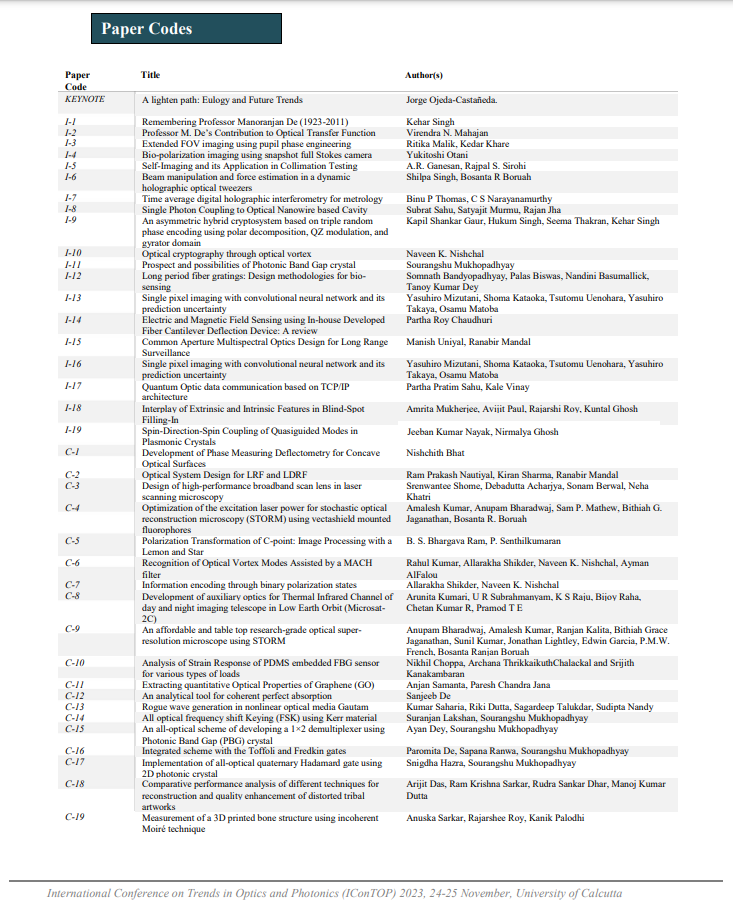 Paper Codes
Paper Title Author(s)
Code
KEYNOTE A lighten path: Eulogy and Future Trends Jorge Ojeda-Castañeda.
I-1 Remembering Professor Manoranjan De (1923-2011) Kehar Singh
I-2 Professor M. De's Contribution to Optical Transfer Function Virendra N. Mahajan
I-3 Extended FOV imaging using pupil phase engineering Ritika Malik, Kedar Khare
I-4 Bio-polarization imaging using snapshot full Stokes camera Yukitoshi Otani
I-5 Self-Imaging and its Application in Collimation Testing A.R. Ganesan, Rajpal S. Sirohi
I-6 Beam manipulation and force estimation in a dynamic Shilpa Singh, Bosanta R Boruah
holographic optical tweezers
I-7 Time average digital holographic interferometry for metrology Binu P Thomas, C S Narayanamurthy
I-8 Single Photon Coupling to Optical Nanowire based Cavity Subrat Sahu, Satyajit Murmu, Rajan Jha
I-9 An asymmetric hybrid cryptosystem based on triple random Kapil Shankar Gaur, Hukum Singh, Seema Thakran, Kehar Singh
phase encoding using polar decomposition, QZ modulation, and
gyrator domain
I-10 Optical cryptography through optical vortex Naveen K. Nishchal
I-11 Prospect and possibilities of Photonic Band Gap crystal Sourangshu Mukhopadhyay
I-12 Long period fiber gratings: Design methodologies for bio- Somnath Bandyopadhyay, Palas Biswas, Nandini Basumallick,
sensing Tanoy Kumar Dey
I-13 Single pixel imaging with convolutional neural network and its Yasuhiro Mizutani, Shoma Kataoka, Tsutomu Uenohara, Yasuhiro
prediction uncertainty Takaya, Osamu Matoba
I-14 Electric and Magnetic Field Sensing using In-house Developed Partha Roy Chaudhuri
Fiber Cantilever Deflection Device: A review
I-15 Common Aperture Multispectral Optics Design for Long Range Manish Uniyal, Ranabir Mandal
Surveillance
I-16 Single pixel imaging with convolutional neural network and its Yasuhiro Mizutani, Shoma Kataoka, Tsutomu Uenohara, Yasuhiro
prediction uncertainty Takaya, Osamu Matoba
I-17 Quantum Optic data communication based on TCP/IP Partha Pratim Sahu, Kale Vinay
architecture
I-18 Interplay of Extrinsic and Intrinsic Features in Blind-Spot Amrita Mukherjee, Avijit Paul, Rajarshi Roy, Kuntal Ghosh
Filling-In
I-19 Spin-Direction-Spin Coupling of Quasiguided Modes in Jeeban Kumar Nayak, Nirmalya Ghosh
Plasmonic Crystals
C-1 Development of Phase Measuring Deflectometry for Concave Nishchith Bhat
Optical Surfaces
C-2 Optical System Design for LRF and LDRF Ram Prakash Nautiyal, Kiran Sharma, Ranabir Mandal
C-3 Design of high-performance broadband scan lens in laser Srenwantee Shome, Debadutta Acharjya, Sonam Berwal, Neha
scanning microscopy Khatri
C-4 Optimization of the excitation laser power for stochastic optical Amalesh Kumar, Anupam Bharadwaj, Sam P. Mathew, Bithiah G.
reconstruction microscopy (STORM) using vectashield mounted Jaganathan, Bosanta R. Boruah
fluorophores
C-5 Polarization Transformation of C-point: Image Processing with a B. S. Bhargava Ram, P. Senthilkumaran
Lemon and Star
C-6 Recognition of Optical Vortex Modes Assisted by a MACH Rahul Kumar, Allarakha Shikder, Naveen K. Nishchal, Ayman
filter AlFalou
C-7 Information encoding through binary polarization states Allarakha Shikder, Naveen K. Nishchal
C-8 Development of auxiliary optics for Thermal Infrared Channel of Arunita Kumari, U R Subrahmanyam, K S Raju, Bijoy Raha,
day and night imaging telescope in Low Earth Orbit (Microsat- Chetan Kumar R, Pramod T E
2C)
C-9 An affordable and table top research-grade optical super- Anupam Bharadwaj, Amalesh Kumar, Ranjan Kalita, Bithiah Grace
resolution microscope using STORM Jaganathan, Sunil Kumar, Jonathan Lightley, Edwin Garcia, P.M.W.
French, Bosanta Ranjan Boruah
C-10 Analysis of Strain Response of PDMS embedded FBG sensor Nikhil Choppa, Archana ThrikkaikuthChalackal and Srijith
for various types of loads Kanakambaran
C-11 Extracting quantitative Optical Properties of Graphene (GO) Anjan Samanta, Paresh Chandra Jana
C-12 An analytical tool for coherent perfect absorption Sanjeeb De
C-13 Rogue wave generation in nonlinear optical media Gautam Kumar Saharia, Riki Dutta, Sagardeep Talukdar, Sudipta Nandy
C-14 All optical frequency shift Keying (FSK) using Kerr material Suranjan Lakshan, Sourangshu Mukhopadhyay
C-15 An all-optical scheme of developing a 1×2 demultiplexer using Ayan Dey, Sourangshu Mukhopadhyay
Photonic Band Gap (PBG) crystal
C-16 Integrated scheme with the Toffoli and Fredkin gates Paromita De, Sapana Ranwa, Sourangshu Mukhopadhyay
C-17 Implementation of all-optical quaternary Hadamard gate using Snigdha Hazra, Sourangshu Mukhopadhyay
2D photonic crystal
C-18 Comparative performance analysis of different techniques for Arijit Das, Ram Krishna Sarkar, Rudra Sankar Dhar, Manoj Kumar
reconstruction and quality enhancement of distorted tribal Dutta
artworks
C-19 Measurement of a 3D printed bone structure using incoherent Anuska Sarkar, Rajarshee Roy, Kanik Palodhi
Moiré technique
International Conference on Trends in Optics and Photonics (IConTOP) 2023, 24-25 November, University of Calcutta